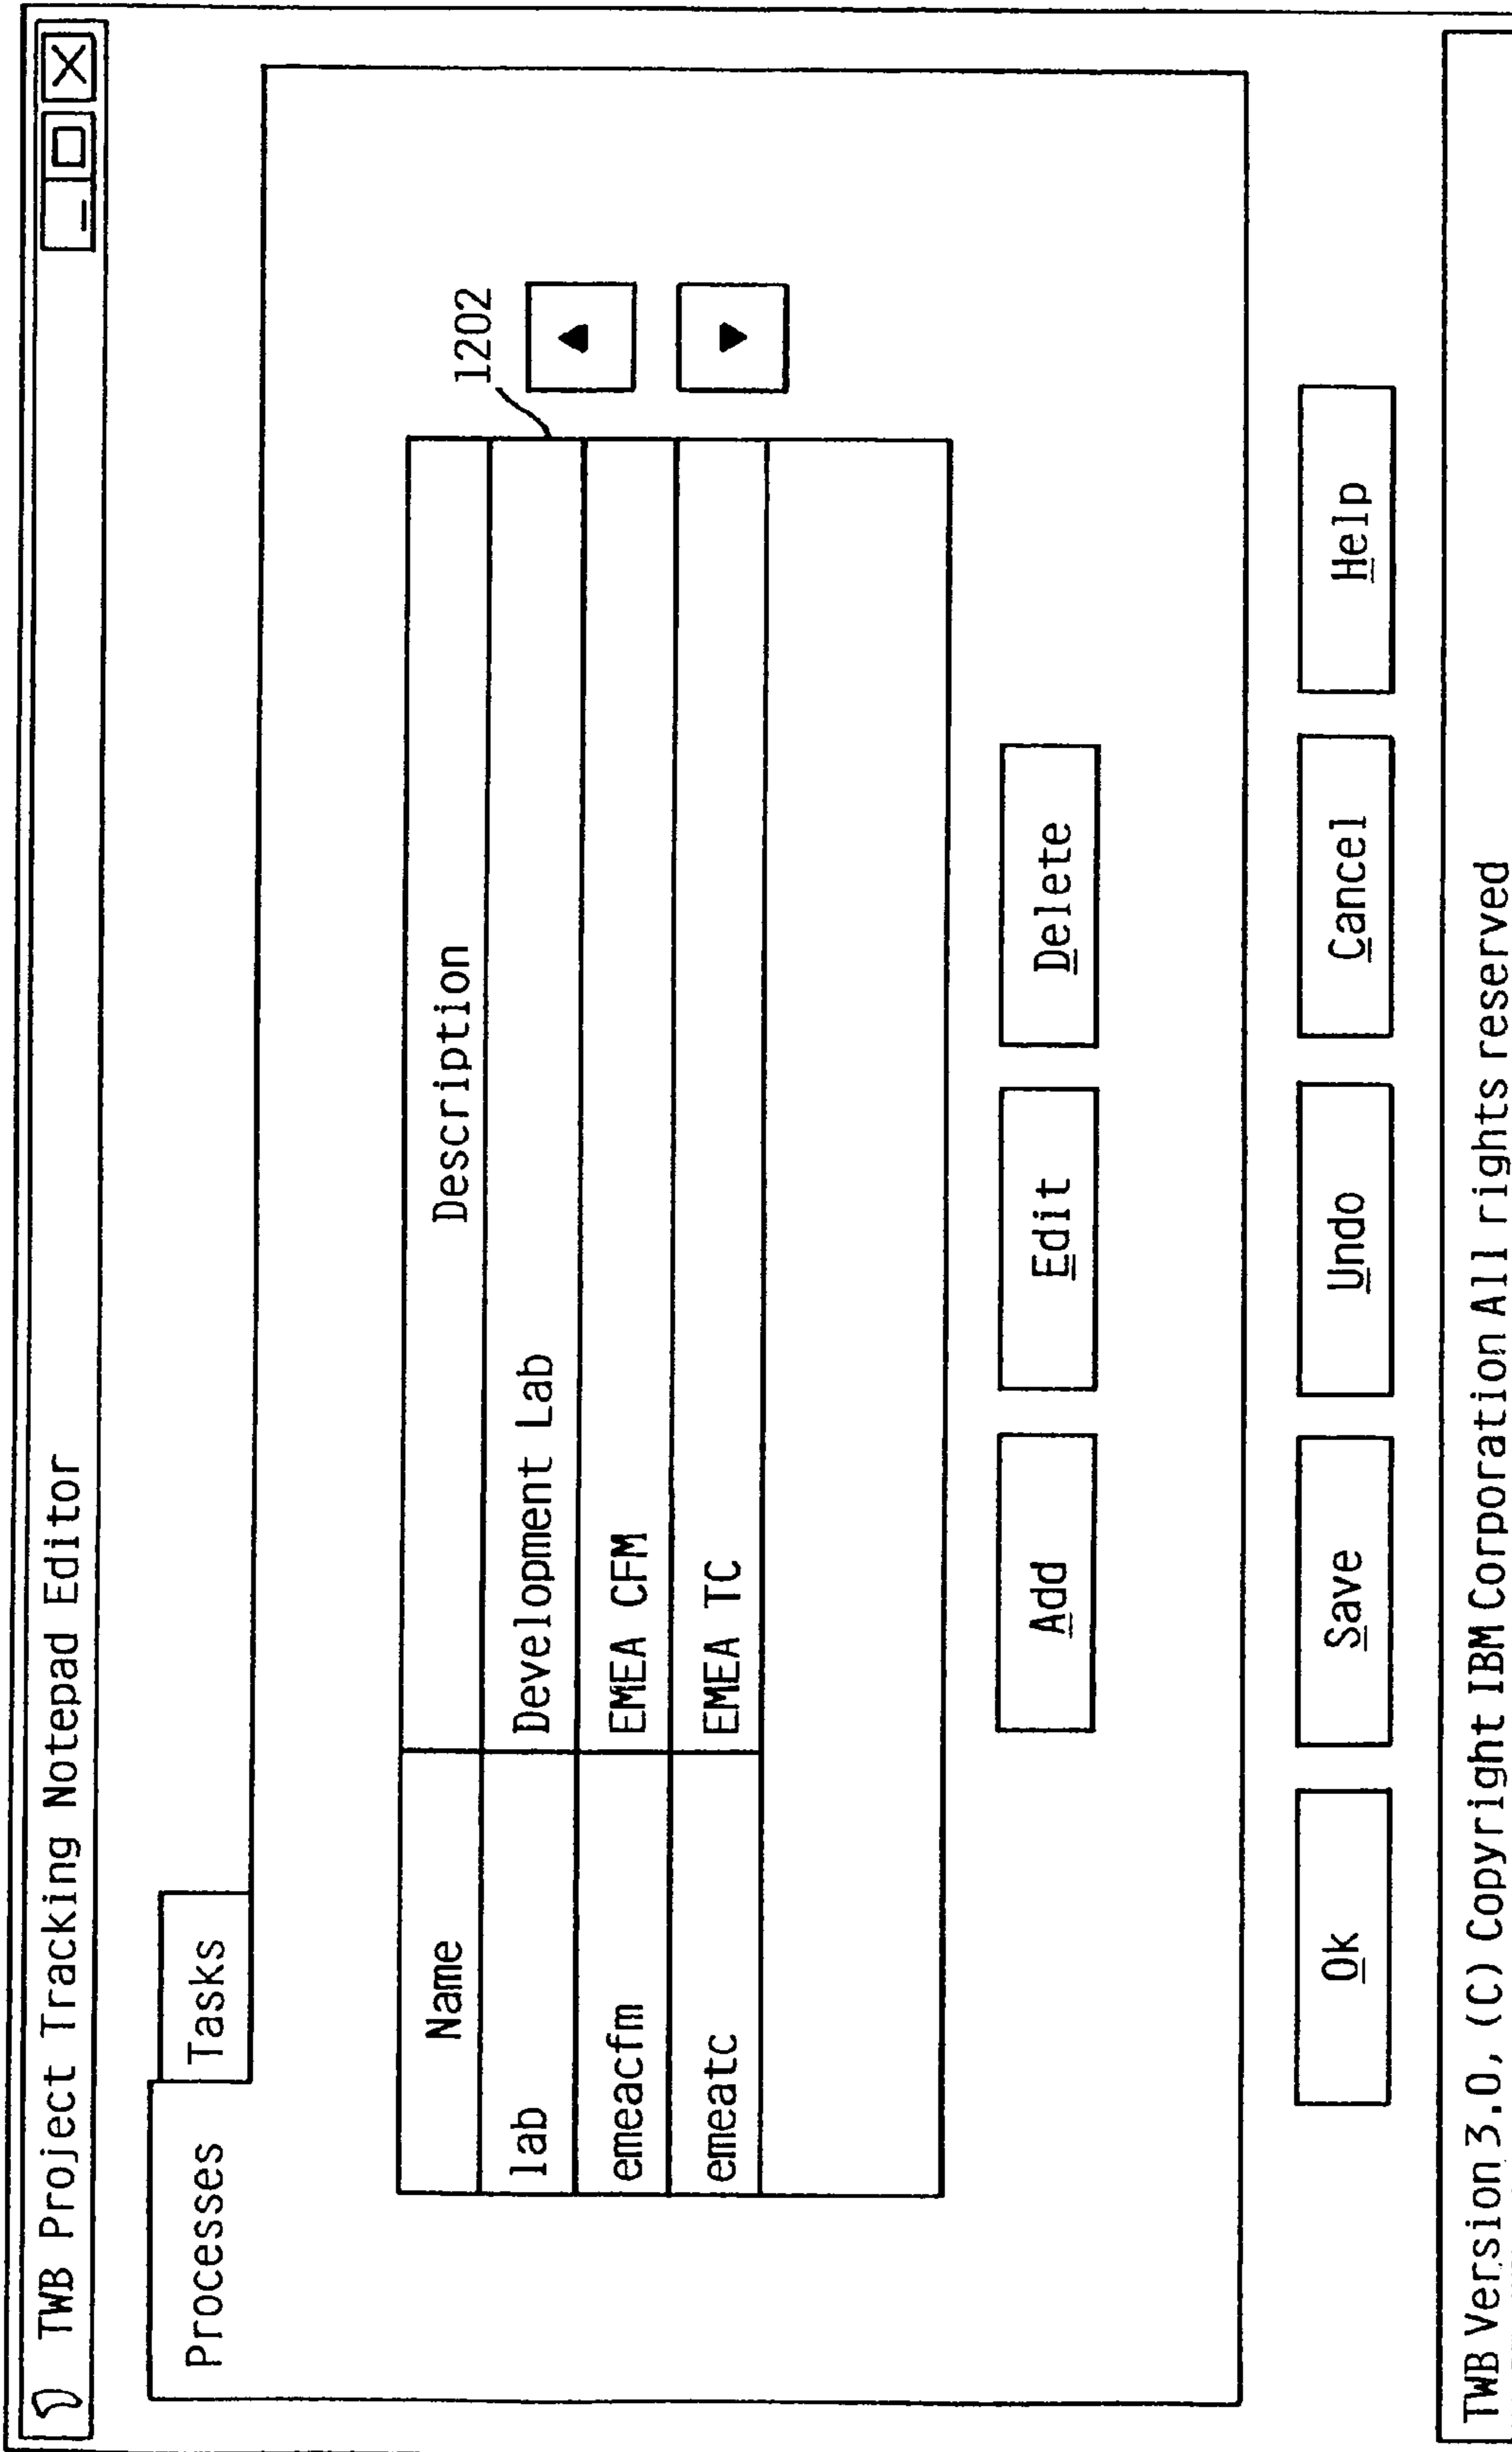 TWB Project Tracking Notepad Editor
Processes Tasks
1202
Name Description
lab Development Lab
emeacfm EMEA CFM
emeatc EMEA TC
Add Edit Delete
Ok Save Undo Cancel Help
TWB Version 3.0, (C) Copyright IBM Corporation All rights reserved